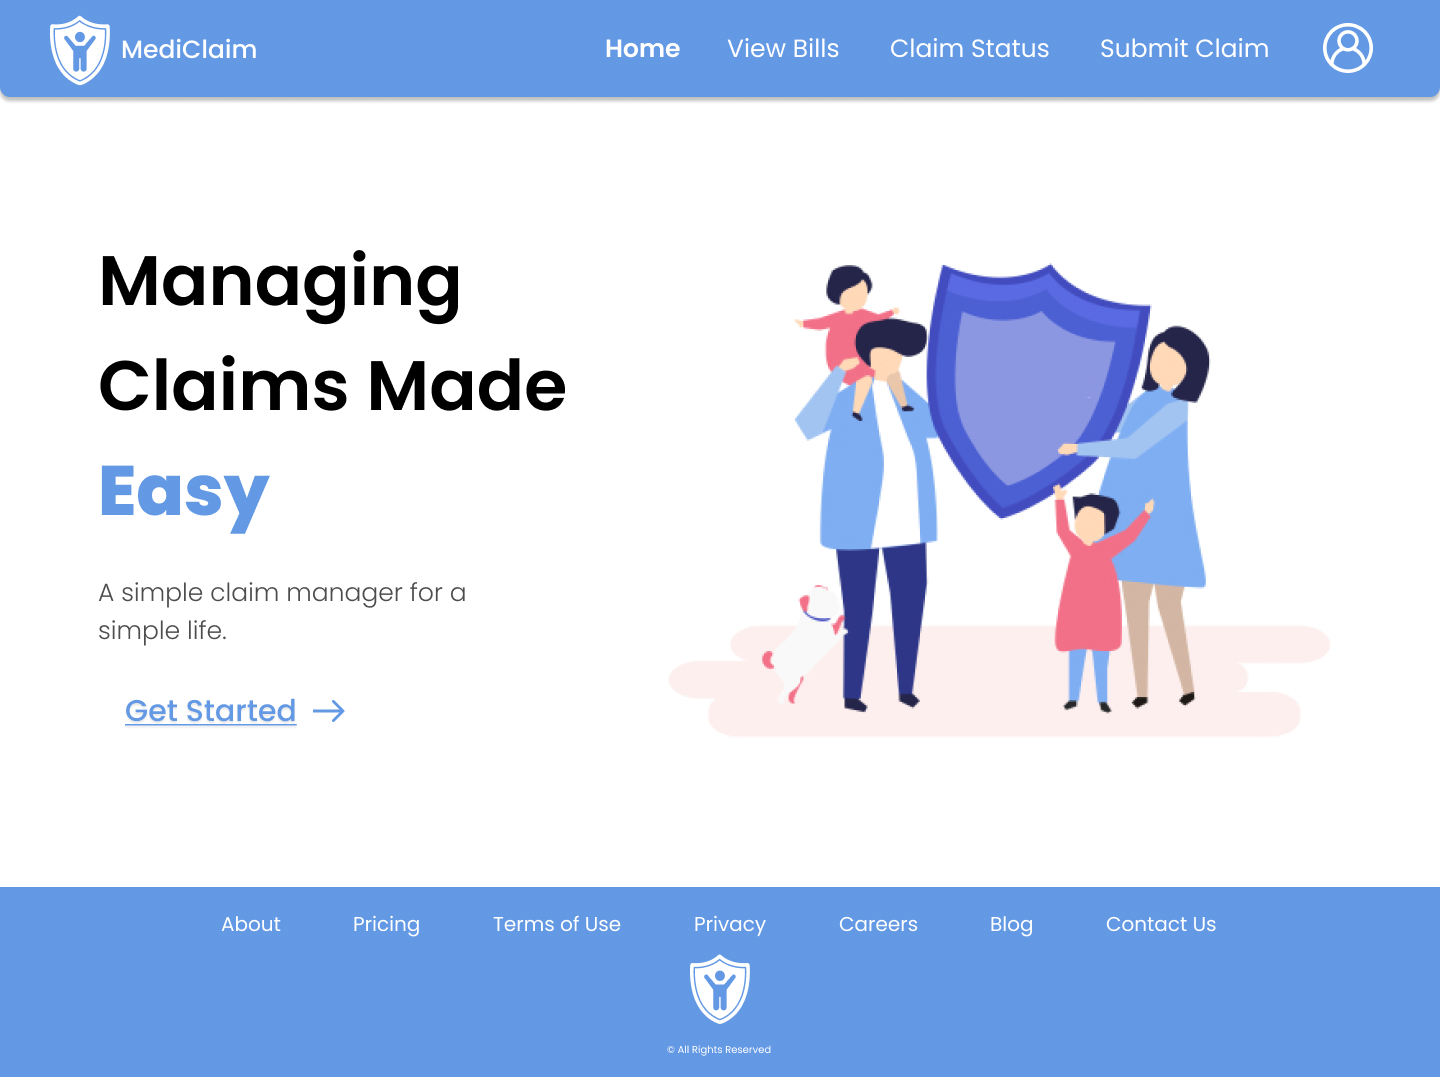 MediClaim
Home View Bills Claim Status Submit Claim
Managing
Claims Made
Easy
A simple claim manager for a
simple life.
Get Started
About Pricing Terms of Use Privacy Careers Blog Contact Us
© All Rights Reserved